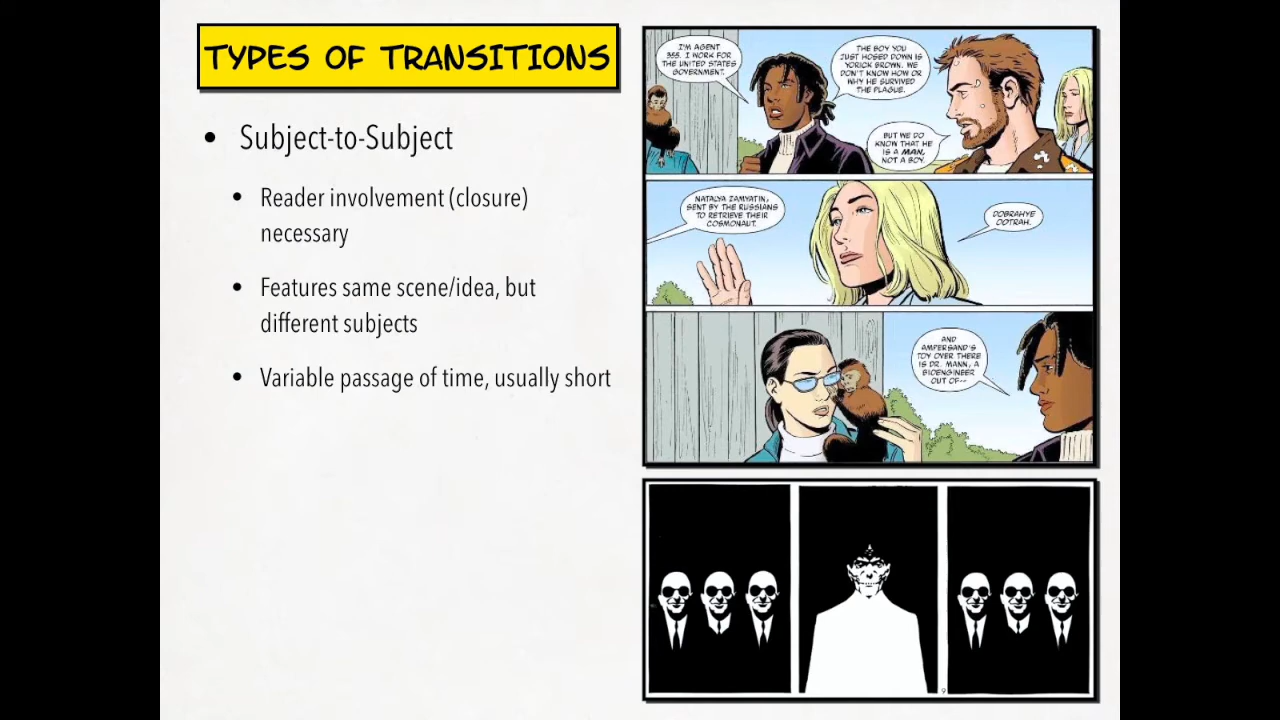 TYPES OF TRANSITIONS
• Subject-to-Subject
• Reader involvement (closure)
necessary
• Features same scene/idea, but
different subjects
• Variable passage of time, usually short
I'M AGENT
355. I WORK FOR
THE UNITED STATES
GOVERNMENT.
THE BOY YOU
JUST HOSED DOWN IS
YORICK BROWN. WE
DON'T KNOW HOW OR
WHY HE SURVIVED
THE PLAGUE.
BUT WE DO
KNOW THAT HE
IS A MAN,
NOT A BOY.
NATALYA ZAMYATIN,
SENT BY THE RUSSIANS
TO RETRIEVE THEIR
COSMONAUT.
DOBRAHYE
OOTRAH.
AND
AMPERSAND'S
TOY OVER THERE
IS DR. MANN, A
BIOENGINEER
OUT OF--
9